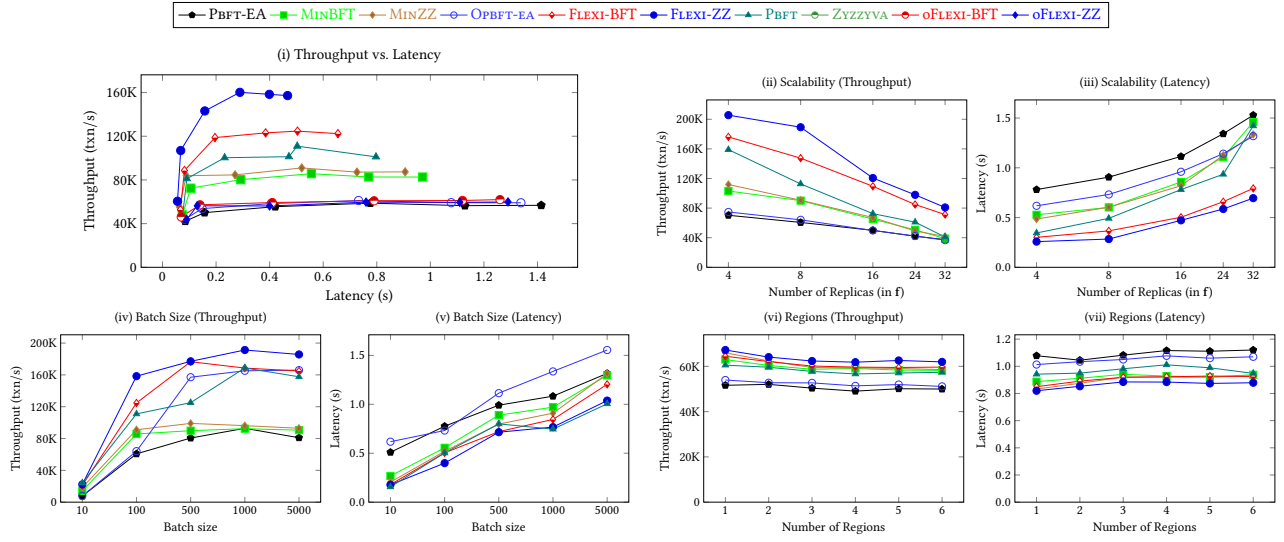 PBFT-EA MINBFT MINZZ OPBFT-EA FLEXI-BFT FLEXI-ZZ PBFT ZYZZYVA oFLEXI-BFT oFLEXI-ZZ
(i) Throughput vs. Latency
Throughput (txn/s)
160K
120K
80K
40K
0
0 0.2 0.4 0.6 0.8 1 1.2 1.4
Latency (s)
(ii) Scalability (Throughput)
Throughput (txn/s)
240K
200K
160K
120K
80K
40K
0
4 8 16 24 32
Number of Replicas (in f)
(iii) Scalability (Latency)
Latency (s)
1.5
1.0
0.5
0.0
4 8 16 24 32
Number of Replicas (in f)
(iv) Batch Size (Throughput)
Throughput (txn/s)
200K
160K
120K
80K
40K
0
10 100 500 1000 5000
Batch size
(v) Batch Size (Latency)
Latency (s)
1.5
1.0
0.5
0.0
10 100 500 1000 5000
Batch size
(vi) Regions (Throughput)
Throughput (txn/s)
60K
40K
20K
0
1 2 3 4 5 6
Number of Regions
(vii) Regions (Latency)
Latency (s)
1.2
1.0
0.8
0.6
0.4
0.2
0.0
1 2 3 4 5 6
Number of Regions